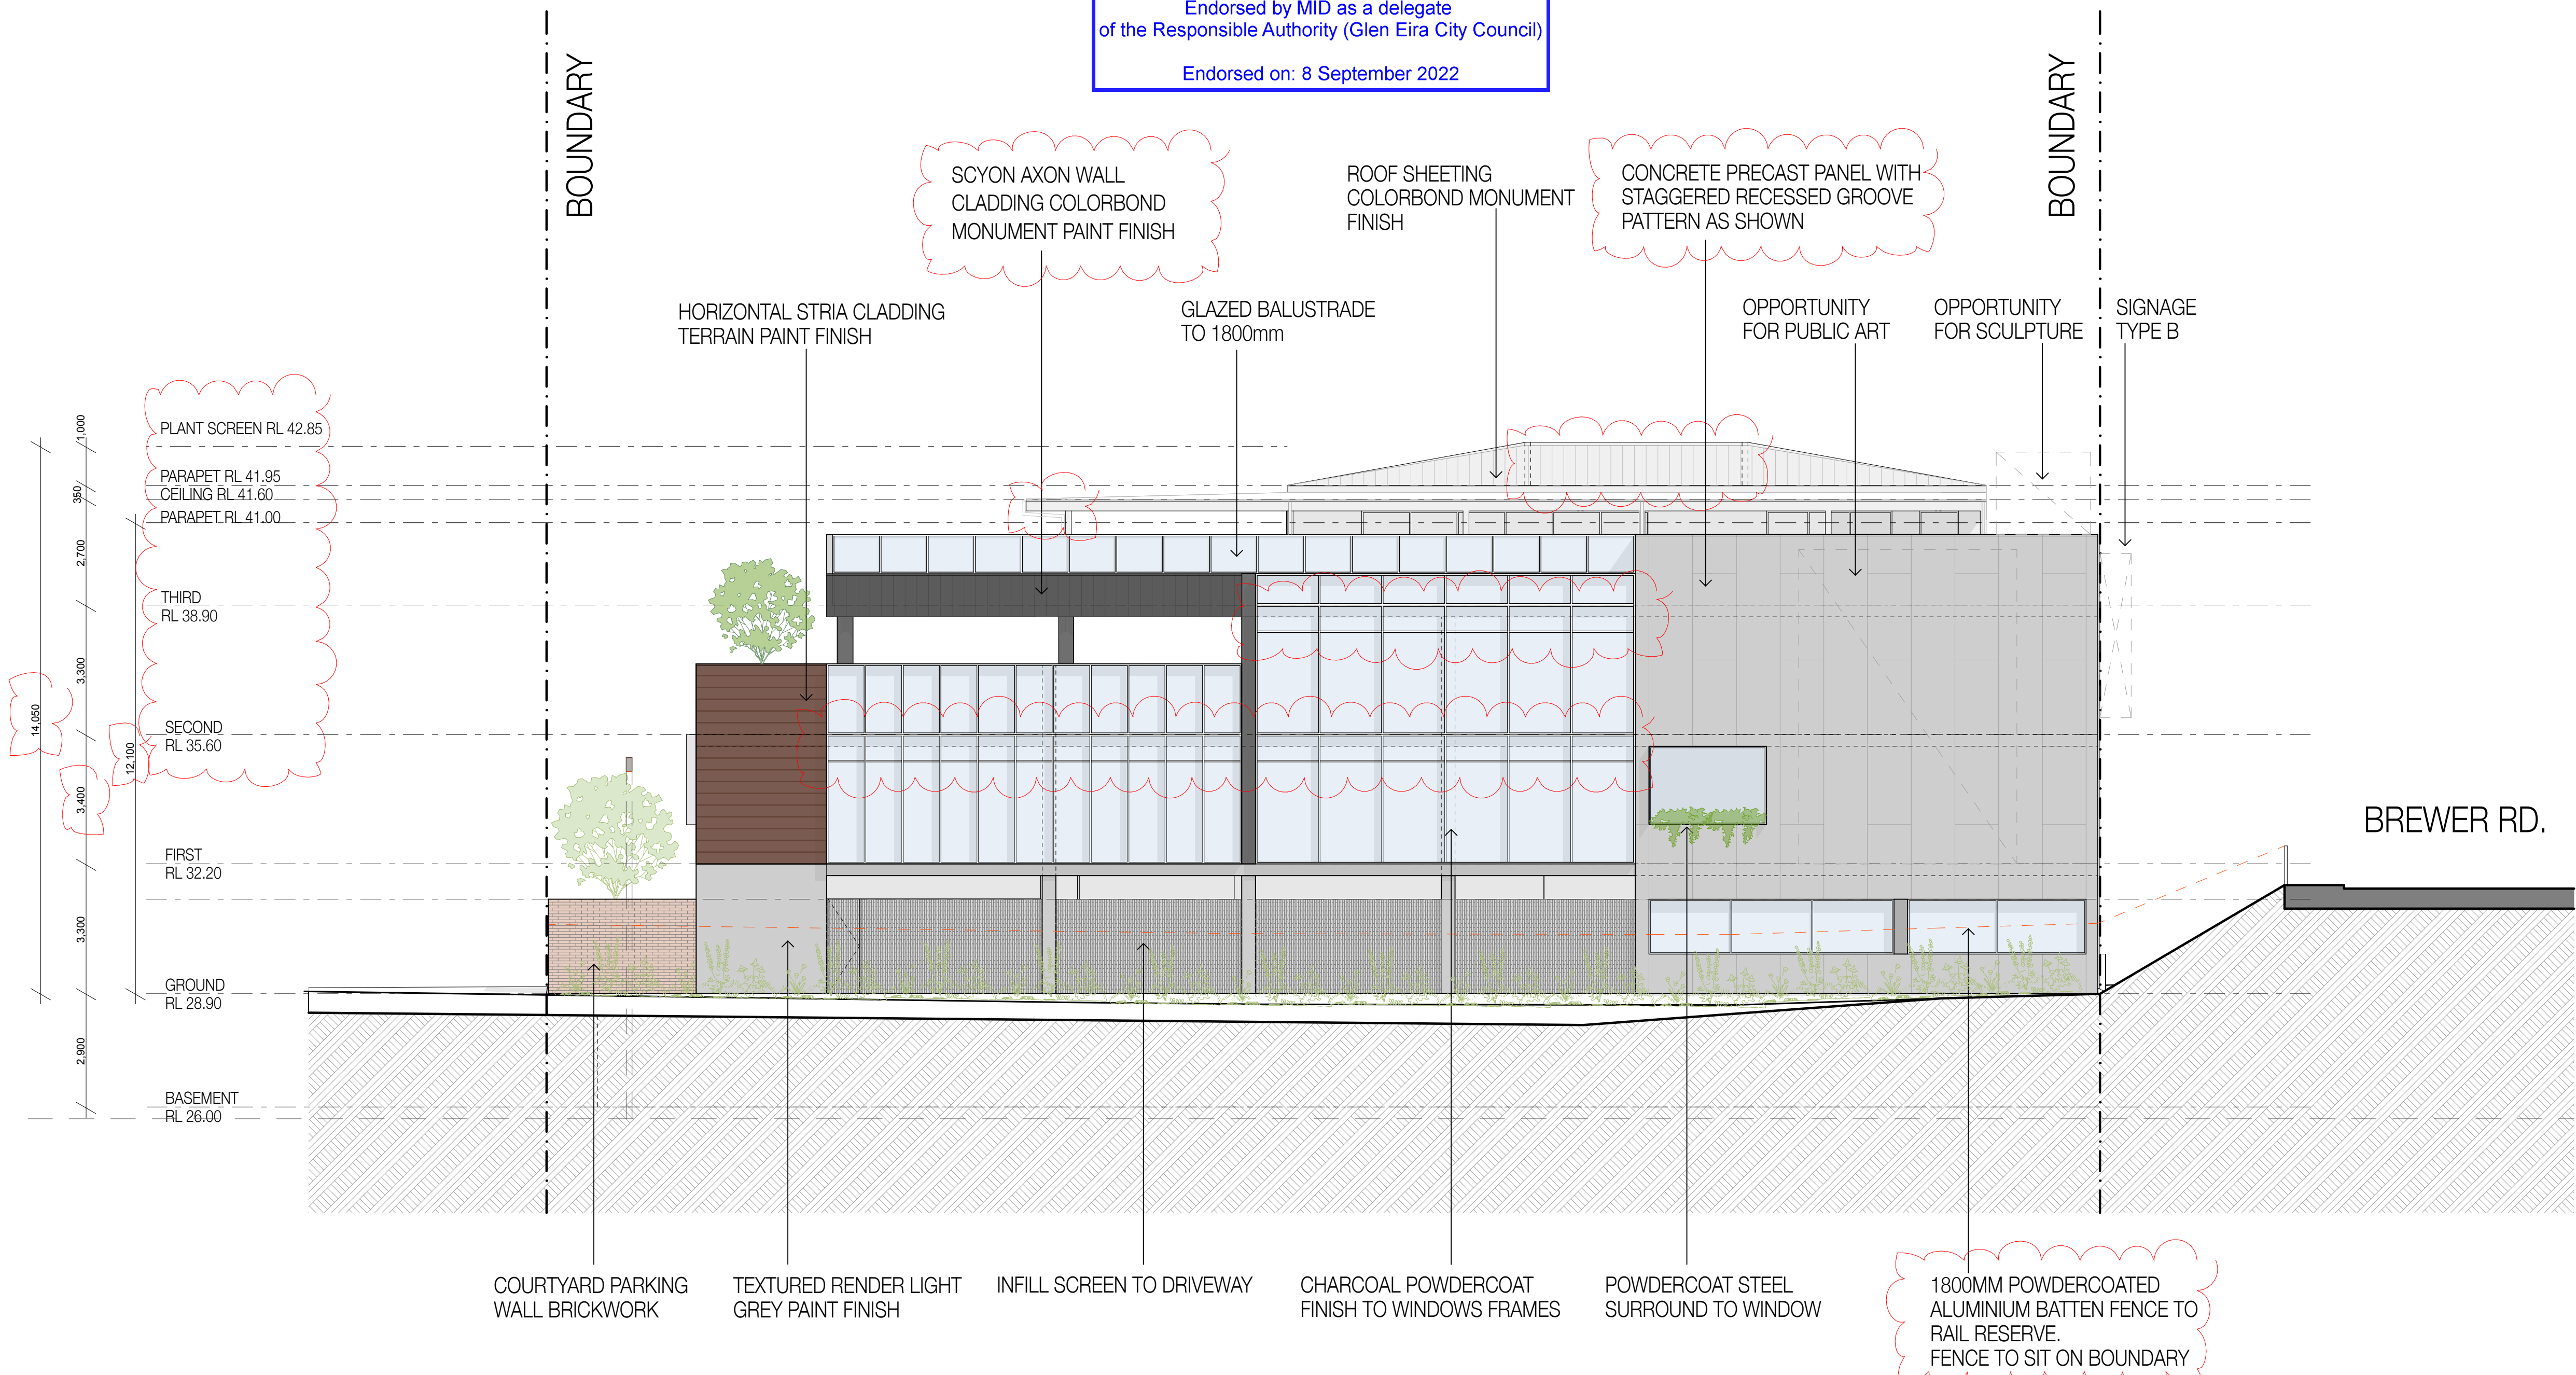 Endorsed by MID as a delegate
of the Responsible Authority (Glen Eira City Council)
Endorsed on: 8 September 2022
BOUNDARY
BOUNDARY
SCYON AXON WALL
CLADDING COLORBOND
MONUMENT PAINT FINISH
ROOF SHEETING
COLORBOND MONUMENT
FINISH
CONCRETE PRECAST PANEL WITH
STAGGERED RECESSED GROOVE
PATTERN AS SHOWN
HORIZONTAL STRIA CLADDING
TERRAIN PAINT FINISH
GLAZED BALUSTRADE
TO 1800mm
OPPORTUNITY
FOR PUBLIC ART
OPPORTUNITY
FOR SCULPTURE
SIGNAGE
TYPE B
PLANT SCREEN RL 42.85
PARAPET RL 41.95
CEILING RL 41.60
PARAPET RL 41.00
THIRD
RL 38.90
SECOND
RL 35.60
FIRST
RL 32.20
GROUND
RL 28.90
BASEMENT
RL 26.00
1,000
350
2,700
3,300
3,400
3,300
2,900
14,050
12,100
BREWER RD.
COURTYARD PARKING
WALL BRICKWORK
TEXTURED RENDER LIGHT
GREY PAINT FINISH
INFILL SCREEN TO DRIVEWAY
CHARCOAL POWDERCOAT
FINISH TO WINDOWS FRAMES
POWDERCOAT STEEL
SURROUND TO WINDOW
1800MM POWDERCOATED
ALUMINIUM BATTEN FENCE TO
RAIL RESERVE.
FENCE TO SIT ON BOUNDARY